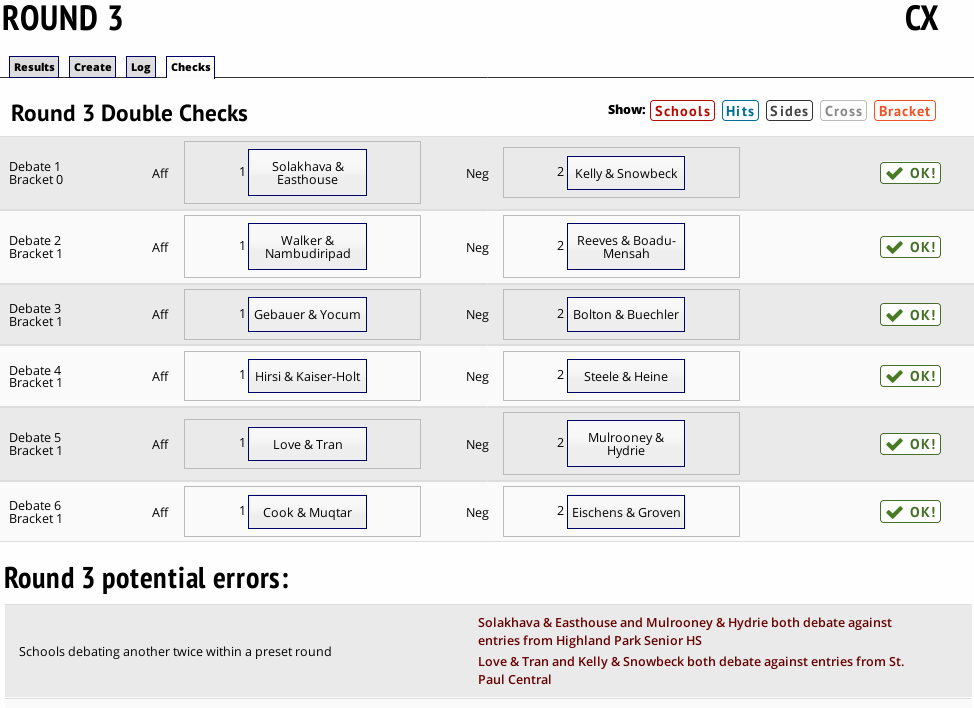 ROUND 3 CX
Results Create Log Checks
Round 3 Double Checks Show: Schools Hits Sides Cross Bracket
Debate 1
Bracket 0
Aff
1
Solakhava &
Easthouse
Neg
2
Kelly & Snowbeck
OK!
Debate 2
Bracket 1
Aff
1
Walker &
Nambudiripad
Neg
2
Reeves & Boadu-
Mensah
OK!
Debate 3
Bracket 1
Aff
1
Gebauer & Yocum
Neg
2
Bolton & Buechler
OK!
Debate 4
Bracket 1
Aff
1
Hirsi & Kaiser-Holt
Neg
2
Steele & Heine
OK!
Debate 5
Bracket 1
Aff
1
Love & Tran
Neg
2
Mulrooney &
Hydrie
OK!
Debate 6
Bracket 1
Aff
1
Cook & Muqtar
Neg
2
Eischens & Groven
OK!
Round 3 potential errors:
Schools debating another twice within a preset round
Solakhava & Easthouse and Mulrooney & Hydrie both debate against
entries from Highland Park Senior HS
Love & Tran and Kelly & Snowbeck both debate against entries from St.
Paul Central